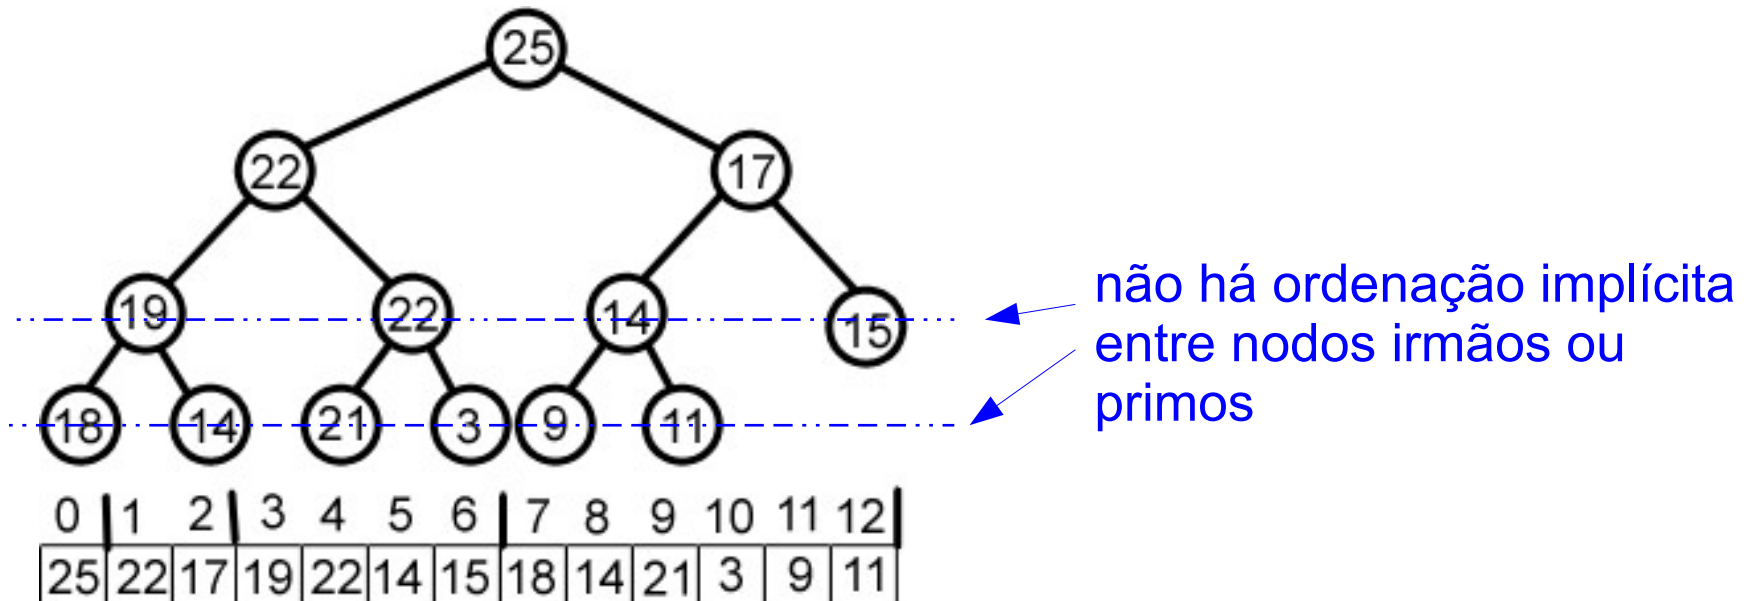 25
22 17
19 22 14 15
não há ordenação implícita
entre nodos irmãos ou
primos
18 14 21 3 9 11
0 1 2 3 4 5 6 7 8 9 10 11 12
25 22 17 19 22 14 15 18 14 21 3 9 11